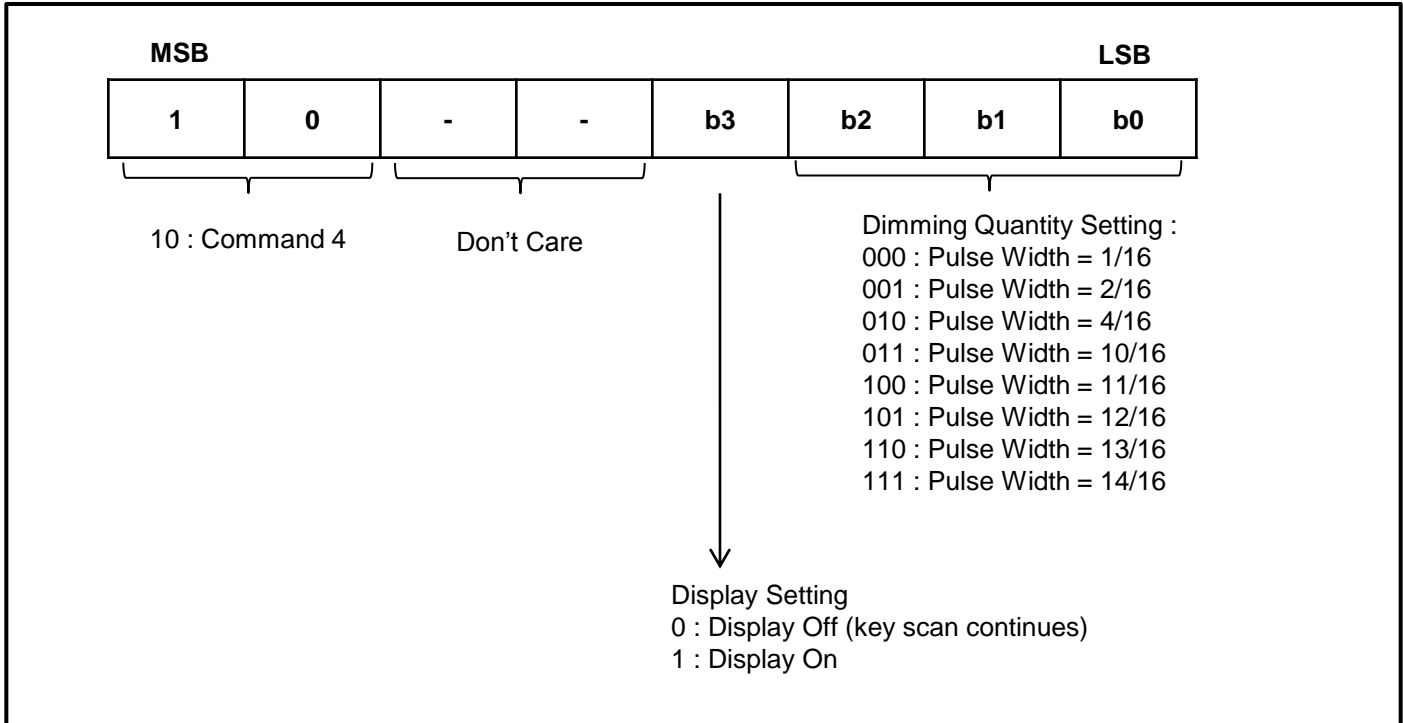 MSB LSB
1 0 - - b3 b2 b1 b0
10 : Command 4
Don’t Care
Dimming Quantity Setting :
000 : Pulse Width = 1/16
001 : Pulse Width = 2/16
010 : Pulse Width = 4/16
011 : Pulse Width = 10/16
100 : Pulse Width = 11/16
101 : Pulse Width = 12/16
110 : Pulse Width = 13/16
111 : Pulse Width = 14/16
Display Setting
0 : Display Off (key scan continues)
1 : Display On